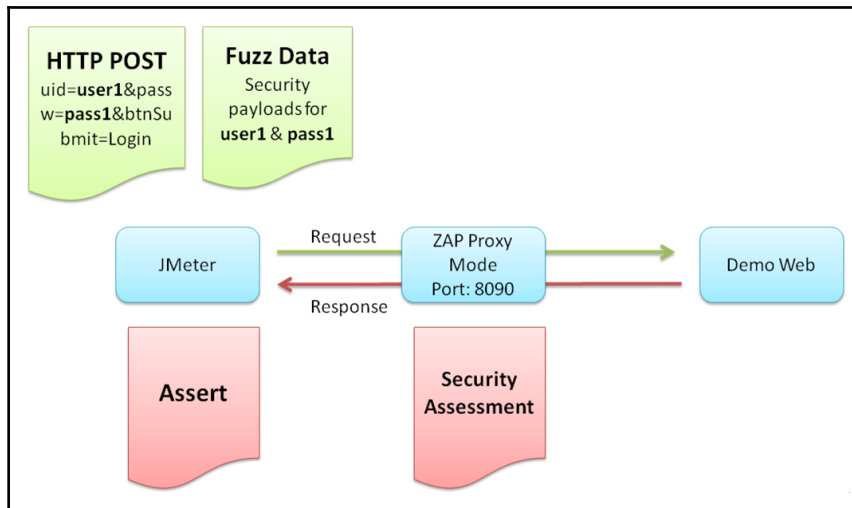 HTTP POST
uid=user1&pass
w=pass1&btnSu
bmit=Login
Fuzz Data
Security
payloads for
user1 & pass1
JMeter
Request
Response
ZAP Proxy
Mode
Port: 8090
Demo Web
Assert
Security
Assessment